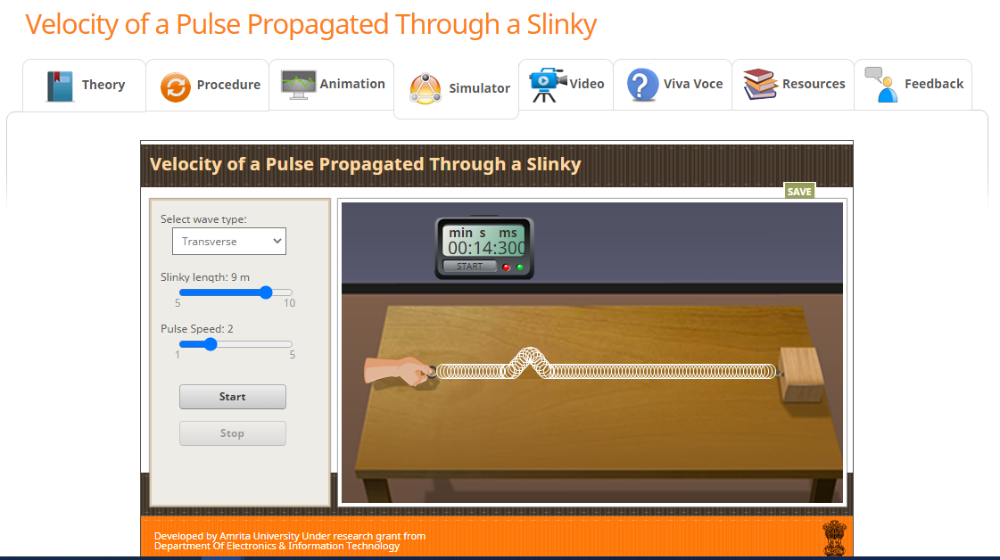 Velocity of a Pulse Propagated Through a Slinky
Theory
Procedure
Animation
Simulator
Video
Viva Voce
Resources
Feedback
Velocity of a Pulse Propagated Through a Slinky
SAVE
Select wave type:
Transverse
Slinky length: 9 m
5 10
Pulse Speed: 2
1 5
Start
Stop
min s ms
00:14:300
START
Developed by Amrita University Under research grant from
Department Of Electronics & Information Technology